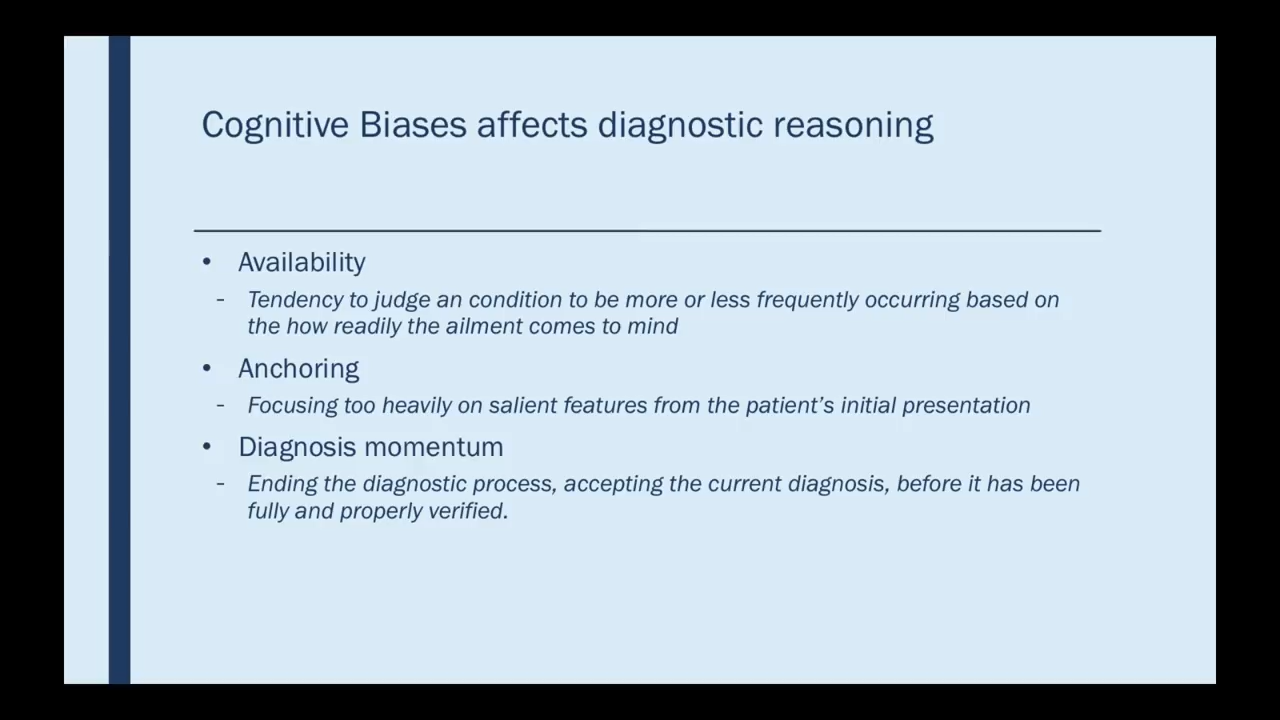 Cognitive Biases affects diagnostic reasoning
• Availability
- Tendency to judge an condition to be more or less frequently occurring based on
the how readily the ailment comes to mind
• Anchoring
- Focusing too heavily on salient features from the patient’s initial presentation
• Diagnosis momentum
- Ending the diagnostic process, accepting the current diagnosis, before it has been
fully and properly verified.